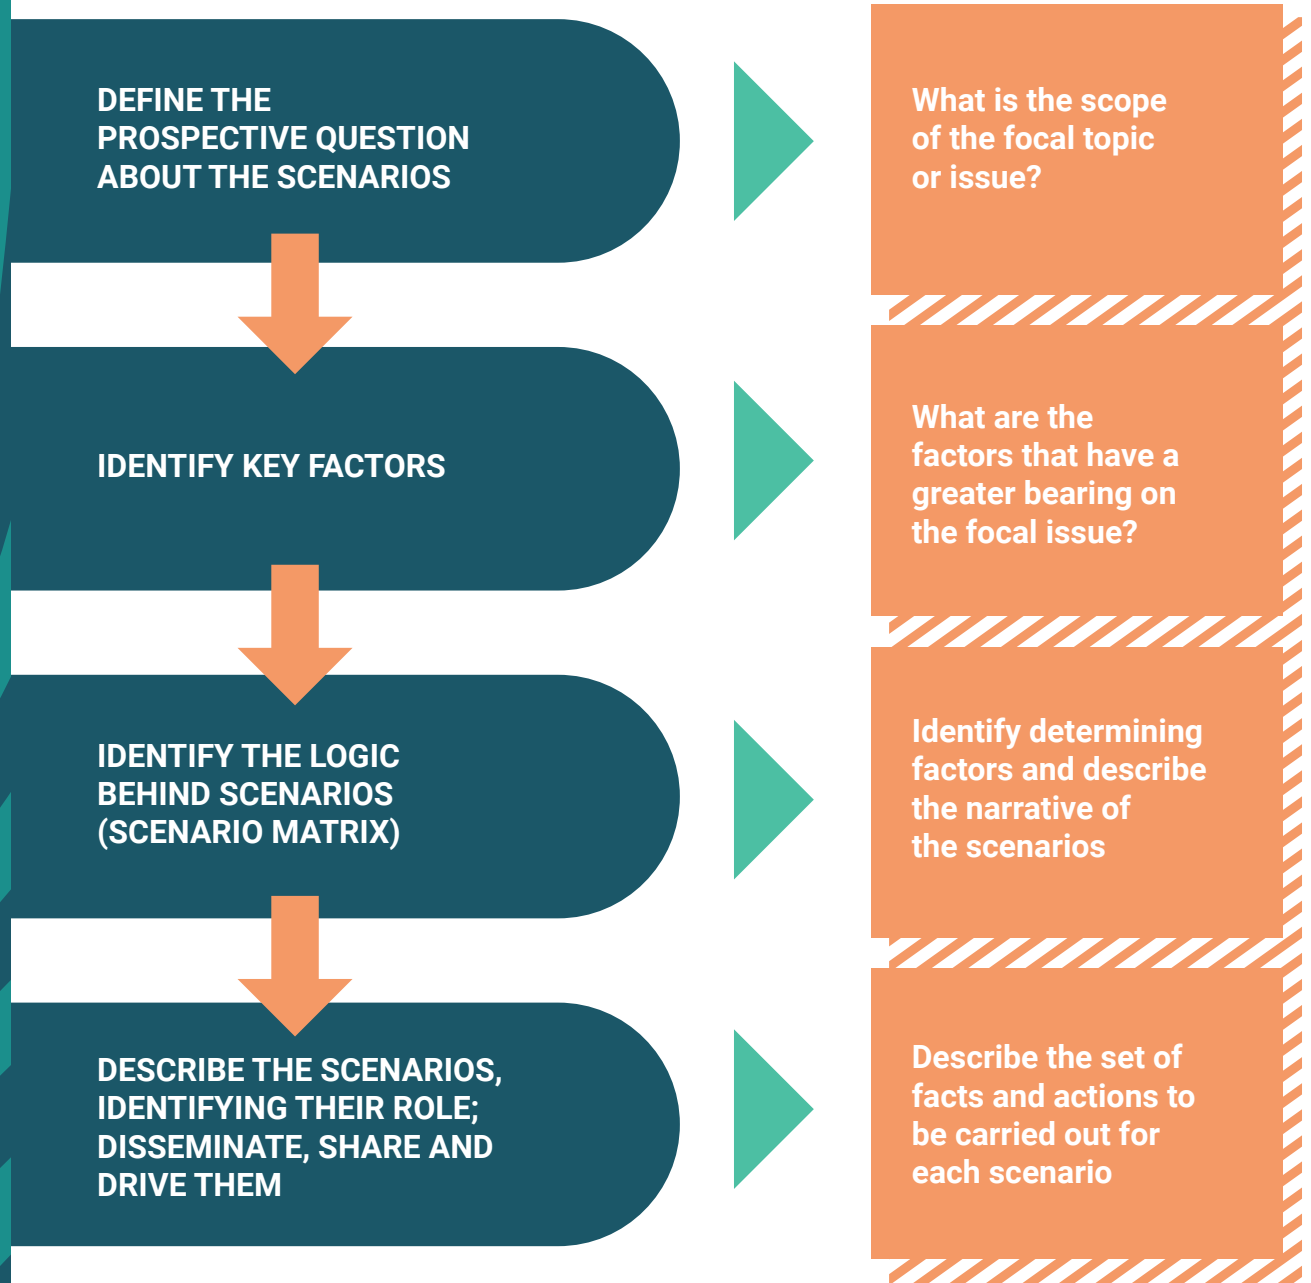 DEFINE THE
PROSPECTIVE QUESTION
ABOUT THE SCENARIOS
What is the scope
of the focal topic
or issue?
IDENTIFY KEY FACTORS
What are the
factors that have a
greater bearing on
the focal issue?
IDENTIFY THE LOGIC
BEHIND SCENARIOS
(SCENARIO MATRIX)
Identify determining
factors and describe
the narrative of
the scenarios
DESCRIBE THE SCENARIOS,
IDENTIFYING THEIR ROLE;
DISSEMINATE, SHARE AND
DRIVE THEM
Describe the set of
facts and actions to
be carried out for
each scenario